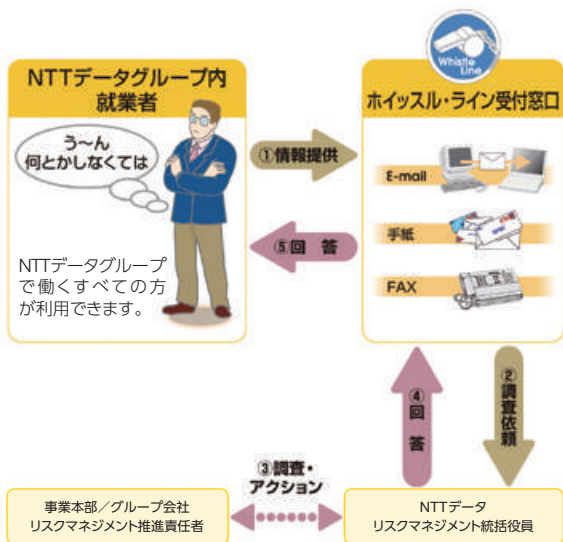 Whistle
Line
NTTデータグループ内
就業者
う~ん
何とかしなくては
NTTデータグループ
で働くすべての方
が利用できます。
①情報提供
⑤回答
ホイッスル・ライン受付窓口
E-mail
手紙
FAX
②調査依頼
④回答
③調査・
アクション
事業本部/グループ会社
リスクマネジメント推進責任者
NTTデータ
リスクマネジメント統括役員